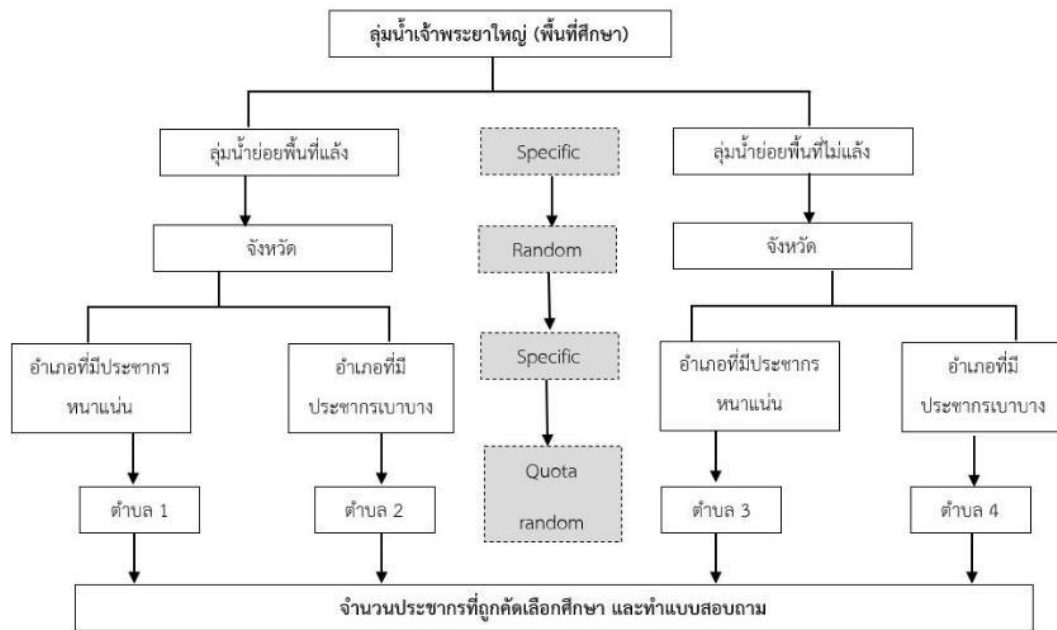 ลุ่มน้ำเจ้าพระยาใหญ่ (พื้นที่ศึกษา)
ลุ่มน้ำย่อยพื้นที่แล้ง
Specific
ลุ่มน้ำย่อยพื้นที่ไม่แล้ง
จังหวัด
Random
จังหวัด
อำเภอที่มีประชากร
หนาแน่น
อำเภอที่มี
ประชากรเบาบาง
Specific
อำเภอที่มีประชากร
หนาแน่น
อำเภอที่มี
ประชากรเบาบาง
ตำบล 1
ตำบล 2
Quota
random
ตำบล 3
ตำบล 4
จำนวนประชากรที่ถูกคัดเลือกศึกษา และทำแบบสอบถาม